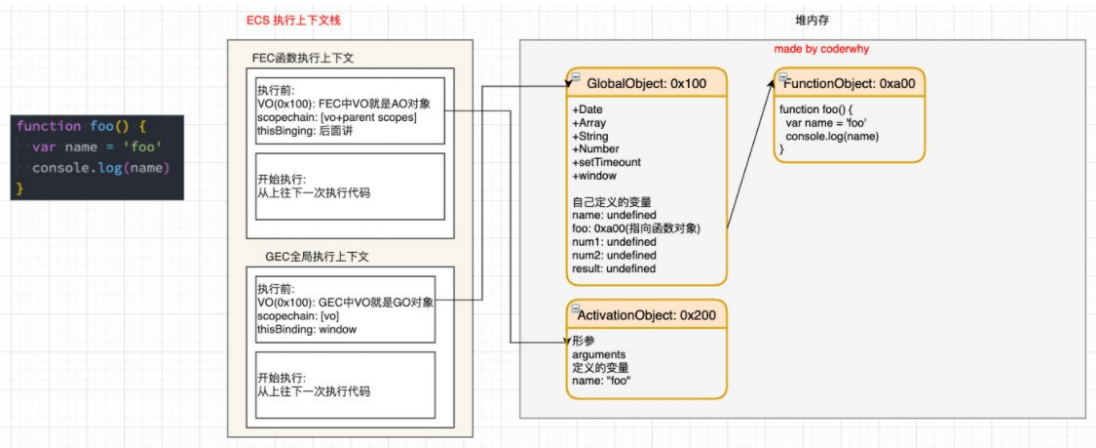 ECS 执行上下文栈
堆内存
made by coderwhy
function foo() {
var name = 'foo'
console.log(name)
}
FEC函数执行上下文
执行前:
VO(0x100): FEC中VO就是AO对象
scopechain: [vo+parent scopes]
thisBinging: 后面讲
开始执行:
从上往下一次执行代码
GEC全局执行上下文
执行前:
VO(0x100): GEC中VO就是GO对象
scopechain: [vo]
thisBinding: window
开始执行:
从上往下一次执行代码
GlobalObject: 0x100
+Date
+Array
+String
+Number
+setTimeount
+window
自己定义的变量
name: undefined
foo: 0xa00(指向函数对象)
num1: undefined
num2: undefined
result: undefined
FunctionObject: 0xa00
function foo() {
var name = 'foo'
console.log(name)
}
ActivationObject: 0x200
形参
arguments
定义的变量
name: "foo"